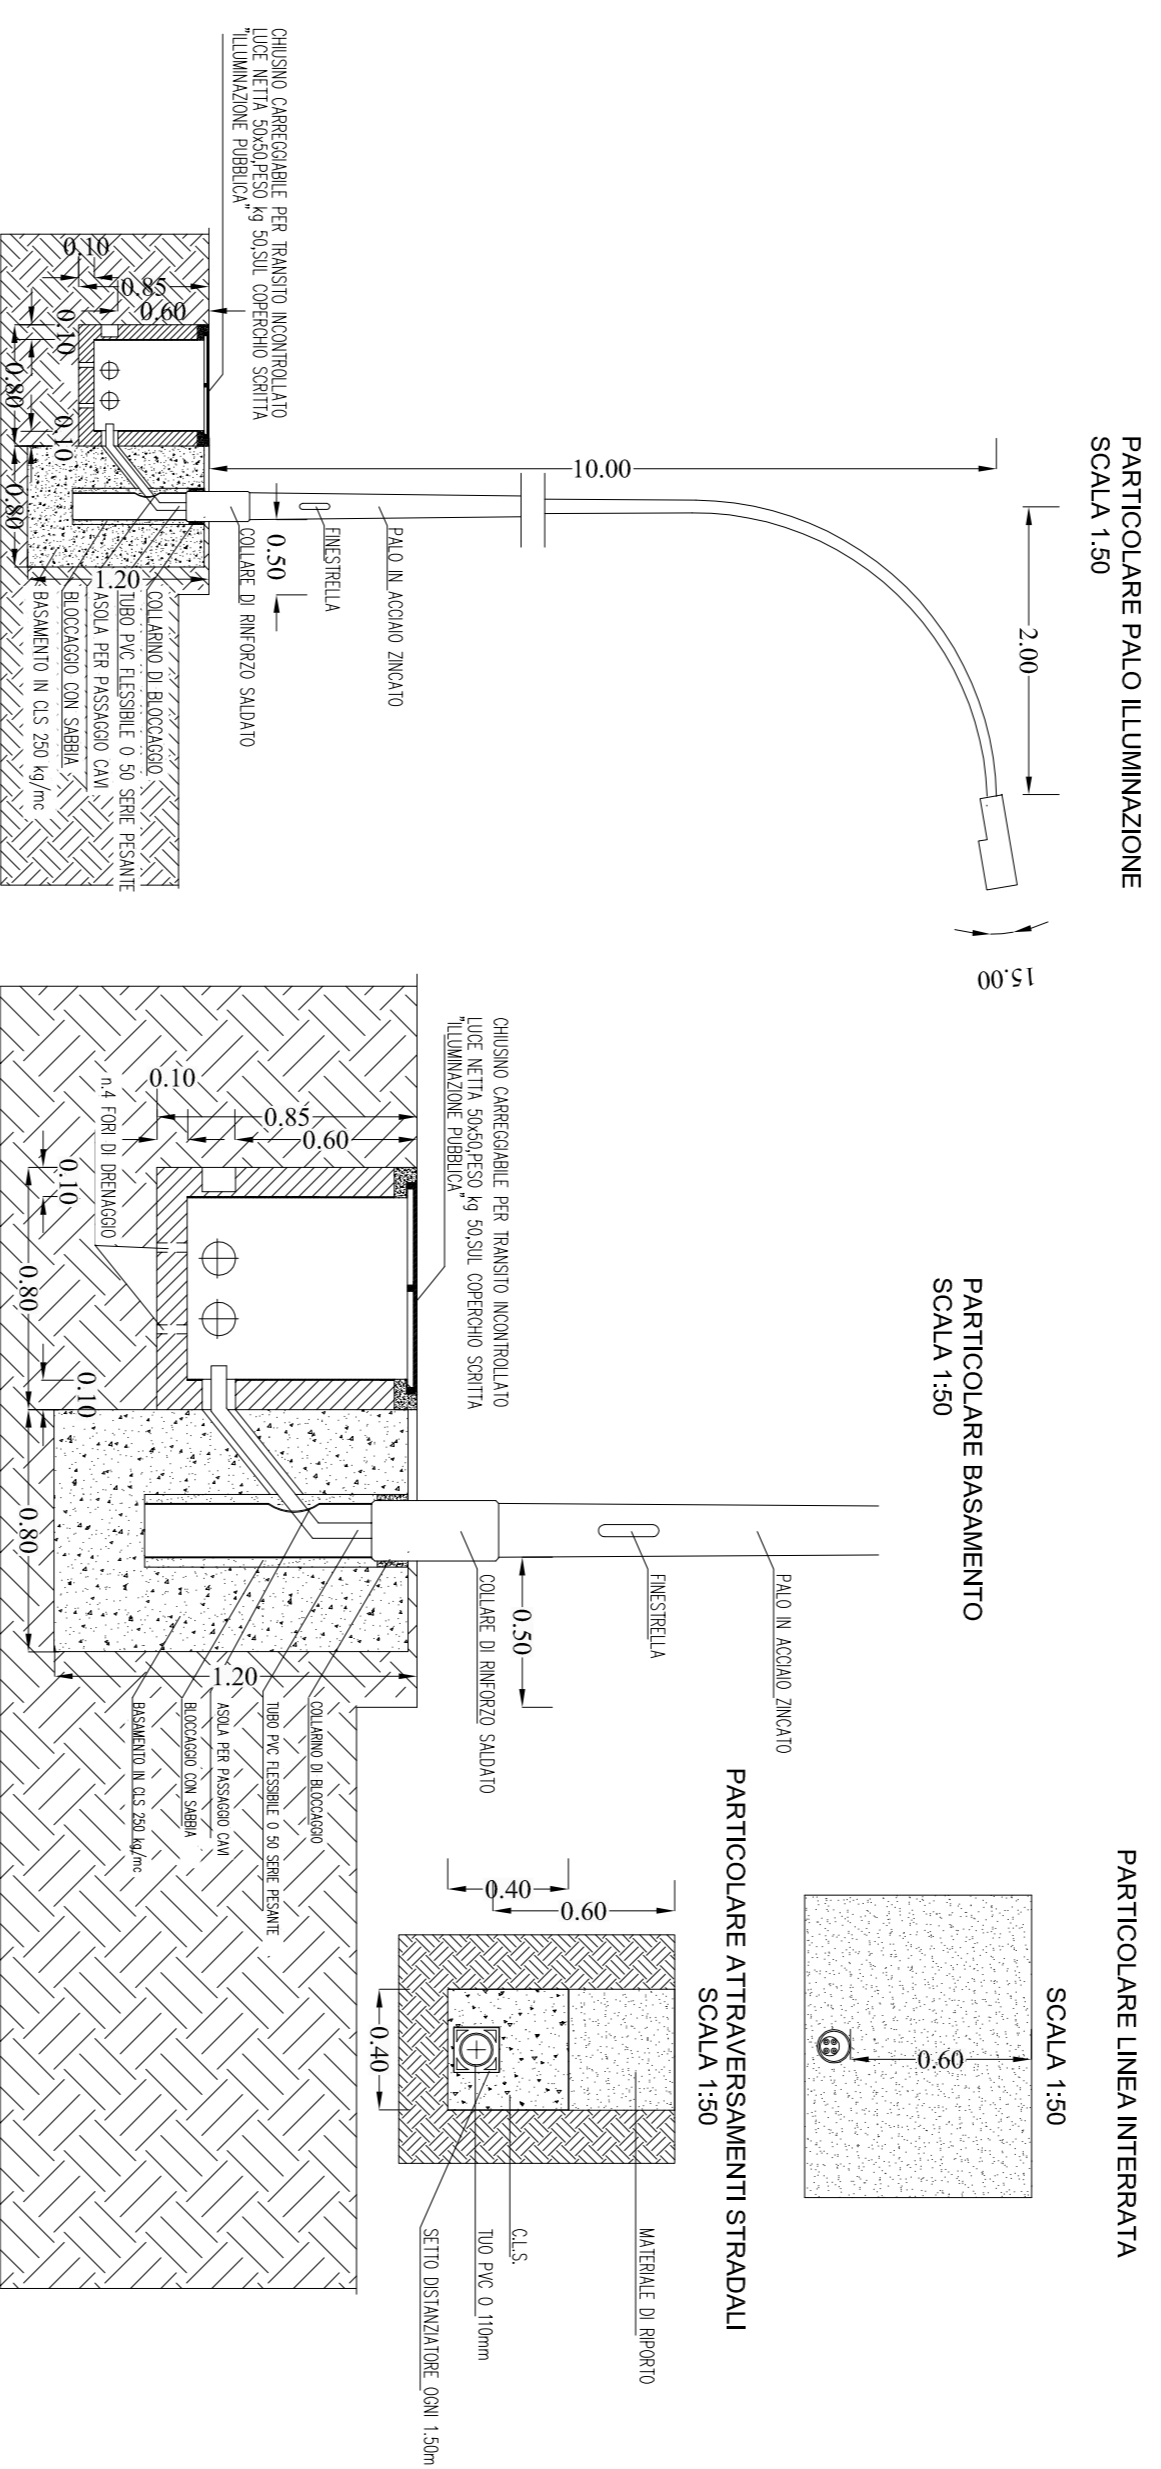 PARTICOLARE PALO ILLUMINAZIONE
SCALA 1.50
2.00
15.00
10.00
PALO IN ACCIAIO ZINCATO
FINESTRELLA
0.50
COLLARE DI RINFORZO SALDATO
CHIUSINO CARREGGIABILE PER TRANSITO INCONTROLLATO
LUCE NETTA 50x50,PESO kg 50,SUL COPERCHIO SCRITTA
"ILLUMINAZIONE PUBBLICA"
0.60
0.85
0.10
0.10
0.10
0.80
0.80
1.20
COLLARINO DI BLOCCAGGIO
TUBO PVC FLESSIBILE O 50 SERIE PESANTE
ASOLA PER PASSAGGIO CAVI
BLOCCAGGIO CON SABBIA
BASAMENTO IN CLS 250 kg/mc
PARTICOLARE BASAMENTO
SCALA 1:50
PALO IN ACCIAIO ZINCATO
FINESTRELLA
0.50
COLLARE DI RINFORZO SALDATO
CHIUSINO CARREGGIABILE PER TRANSITO INCONTROLLATO
LUCE NETTA 50x50,PESO kg 50,SUL COPERCHIO SCRITTA
"ILLUMINAZIONE PUBBLICA"
0.60
0.85
0.10
n.4 FORI DI DRENAGGIO
0.10
0.10
0.80
0.80
1.20
COLLARINO DI BLOCCAGGIO
TUBO PVC FLESSIBILE O 50 SERIE PESANTE
ASOLA PER PASSAGGIO CAVI
BLOCCAGGIO CON SABBIA
BASAMENTO IN CLS 250 kg/mc
PARTICOLARE LINEA INTERRATA
SCALA 1:50
0.60
PARTICOLARE ATTRAVERSAMENTI STRADALI
SCALA 1:50
0.60
0.40
0.40
MATERIALE DI RIPORTO
C.L.S.
TUO PVC O 110mm
SETTO DISTANZIATORE OGNI 1.50m